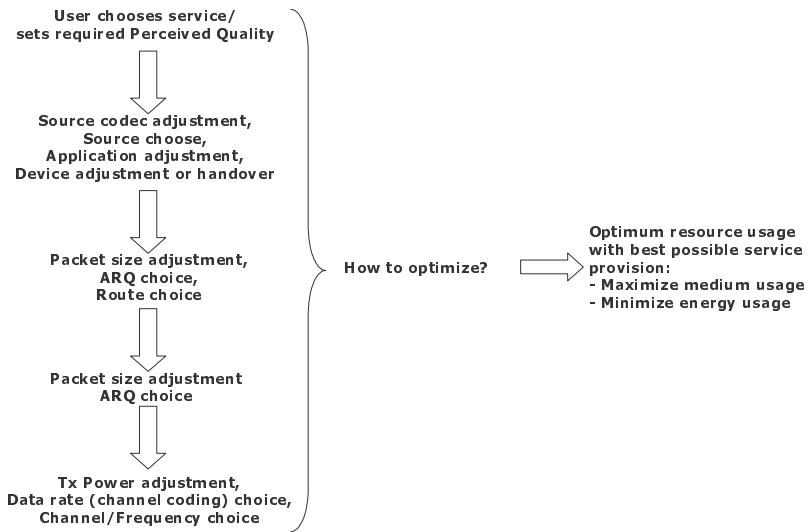 User chooses service/
sets required Perceived Quality
Source codec adjustment,
Source choose,
Application adjustment,
Device adjustment or handover
Packet size adjustment,
ARQ choice,
Route choice
Packet size adjustment
ARQ choice
Tx Power adjustment,
Data rate (channel coding) choice,
Channel/Frequency choice
How to optimize?
Optimum resource usage
with best possible service
provision:
- Maximize medium usage
- Minimize energy usage